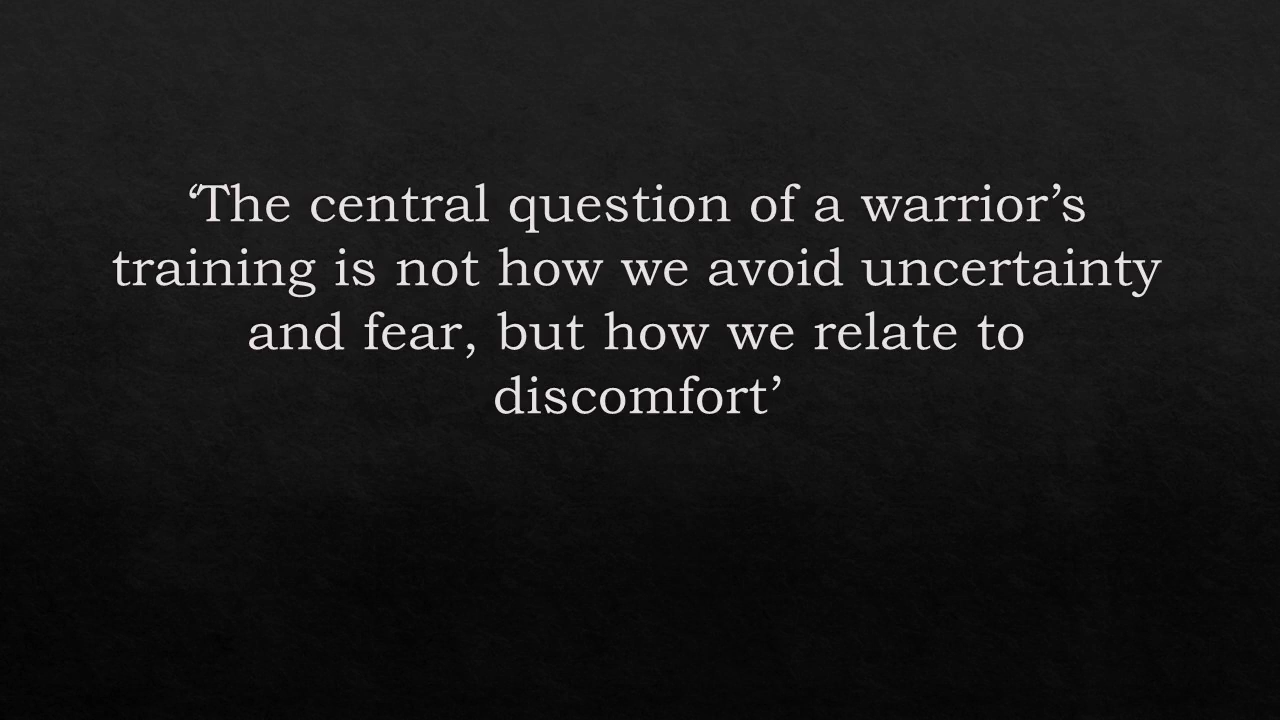 ‘The central question of a warrior’s
training is not how we avoid uncertainty
and fear, but how we relate to
discomfort’